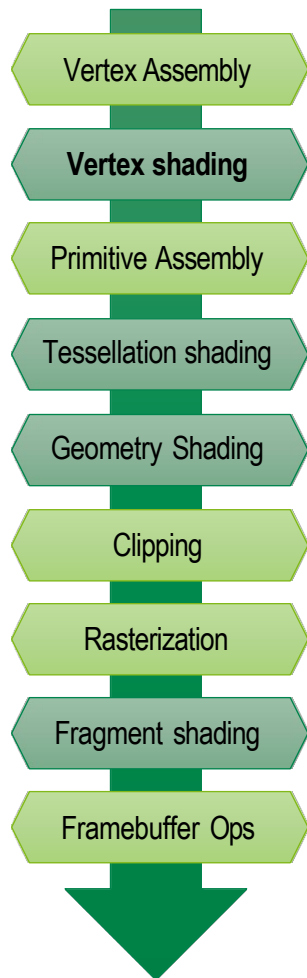 Vertex Assembly
Vertex shading
Primitive Assembly
Tessellation shading
Geometry Shading
Clipping
Rasterization
Fragment shading
Framebuffer Ops